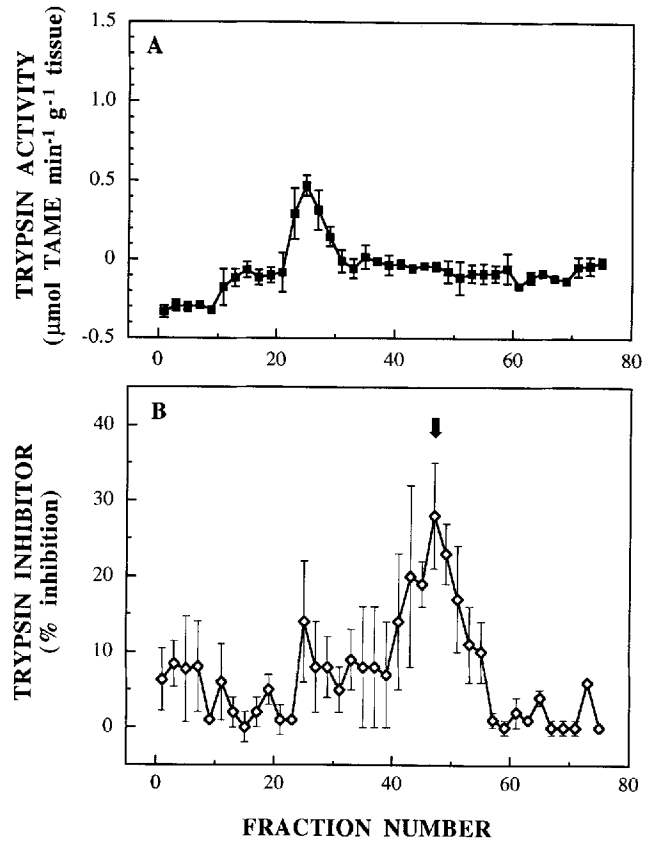 A
TRYPSIN ACTIVITY
(μmol TAME min⁻¹ g⁻¹ tissue)
1.5
1.0
0.5
0
-0.5
0 20 40 60 80
B
TRYPSIN INHIBITOR
(% inhibition)
40
30
20
10
0
0 20 40 60 80
FRACTION NUMBER